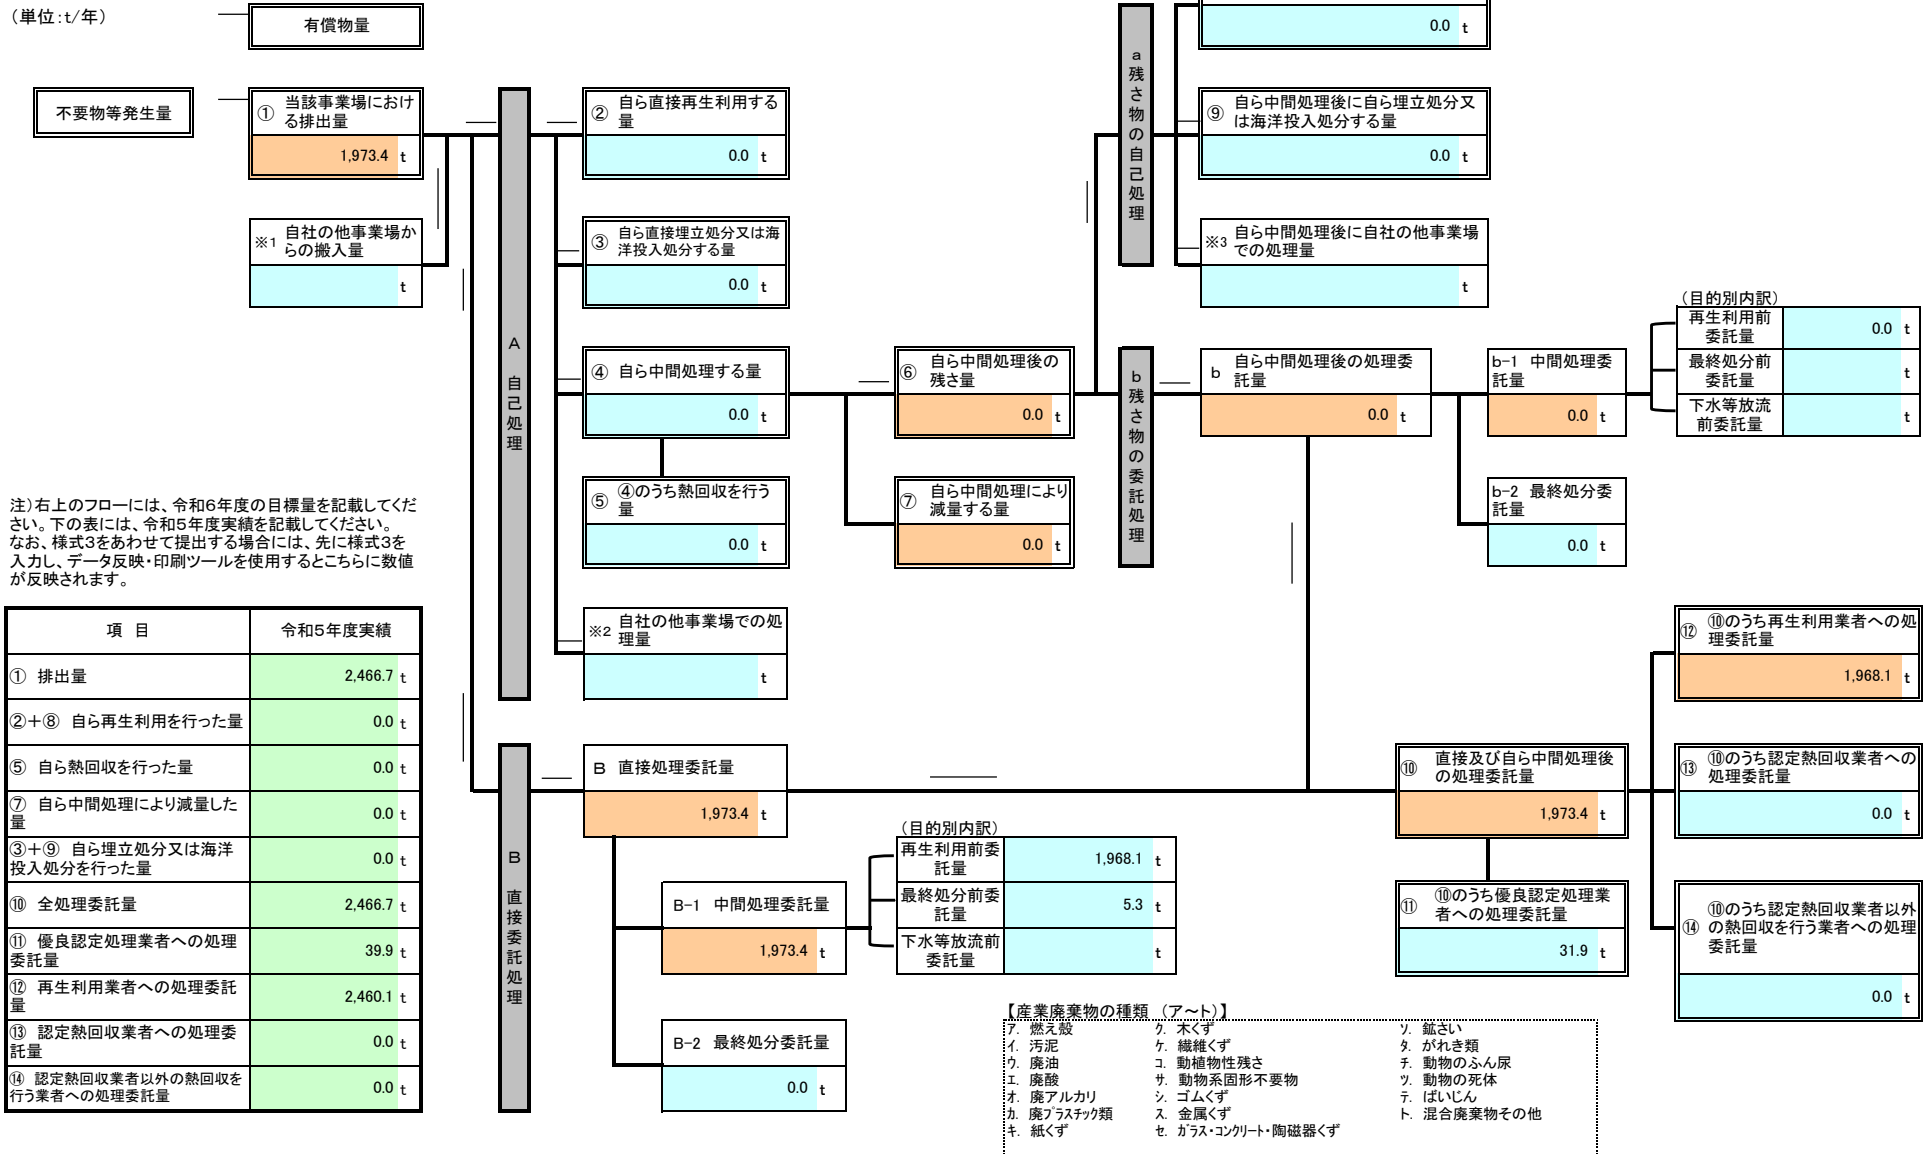 （単位：t/年）
有償物量
不要物等発生量
① 当該事業場におけ
る排出量
1,973.4 t
※1 自社の他事業場か
らの搬入量
t
A 自己処理
② 自ら直接再生利用する
量
0.0 t
③ 自ら直接埋立処分又は海
洋投入処分する量
0.0 t
④ 自ら中間処理する量
0.0 t
⑤ ④のうち熱回収を行う
量
0.0 t
※2 自社の他事業場での処
理量
t
⑥ 自ら中間処理後の
残さ量
0.0 t
⑦ 自ら中間処理により
減量する量
0.0 t
a 残さ物の自己処理
0.0 t
⑨ 自ら中間処理後に自ら埋立処分又
は海洋投入処分する量
0.0 t
※3 自ら中間処理後に自社の他事業場
での処理量
t
b 残さ物の委託処理
b 自ら中間処理後の処理委
託量
0.0 t
b-1 中間処理委
託量
0.0 t
b-2 最終処分委
託量
0.0 t
（目的別内訳）
再生利用前
委託量
0.0 t
最終処分前
委託量
t
下水等放流
前委託量
t
注）右上のフローには、令和6年度の目標量を記載してくだ
さい。下の表には、令和5年度実績を記載してください。
なお、様式3をあわせて提出する場合には、先に様式3を
入力し、データ反映・印刷ツールを使用するとこちらに数値
が反映されます。
項 目 令和5年度実績
① 排出量 2,466.7 t
②＋⑧ 自ら再生利用を行った量 0.0 t
⑤ 自ら熱回収を行った量 0.0 t
⑦ 自ら中間処理により減量した
量 0.0 t
③＋⑨ 自ら埋立処分又は海洋
投入処分を行った量 0.0 t
⑩ 全処理委託量 2,466.7 t
⑪ 優良認定処理業者への処理
委託量 39.9 t
⑫ 再生利用業者への処理委託
量 2,460.1 t
⑬ 認定熱回収業者への処理委
託量 0.0 t
⑭ 認定熱回収業者以外の熱回収を
行う業者への処理委託量 0.0 t
B 直接委託処理
B 直接処理委託量
1,973.4 t
B-1 中間処理委託量
1,973.4 t
B-2 最終処分委託量
0.0 t
（目的別内訳）
再生利用前委
託量
1,968.1 t
最終処分前委
託量
5.3 t
下水等放流前
委託量
t
⑩ 直接及び自ら中間処理後
の処理委託量
1,973.4 t
⑪ ⑩のうち優良認定処理業
者への処理委託量
31.9 t
⑫ ⑩のうち再生利用業者への処
理委託量
1,968.1 t
⑬ ⑩のうち認定熱回収業者への
処理委託量
0.0 t
⑭ ⑩のうち認定熱回収業者以外
の熱回収を行う業者への処理
委託量
0.0 t
【産業廃棄物の種類 （ア～ト）】
ア. 燃え殻 ク. 木くず ソ. 鉱さい
イ. 汚泥 ケ. 繊維くず タ. がれき類
ウ. 廃油 コ. 動植物性残さ チ. 動物のふん尿
エ. 廃酸 サ. 動物系固形不要物 ツ. 動物の死体
オ. 廃アルカリ シ. ゴムくず テ. ばいじん
カ. 廃プラスチック類 ス. 金属くず ト. 混合廃棄物その他
キ. 紙くず セ. ガラス・コンクリート・陶磁器くず